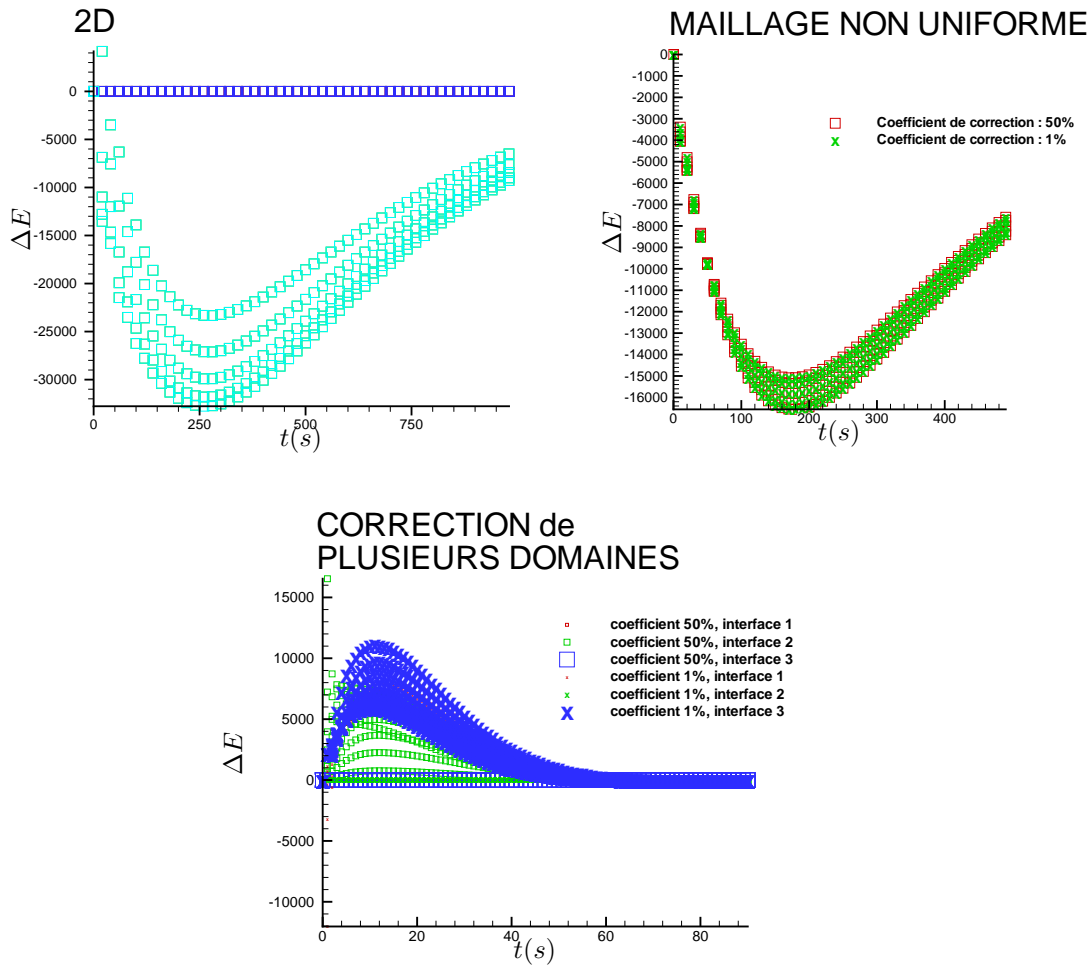 2D
0
-5000
-10000
-15000
-20000
-25000
-30000
ΔE
0
250
500
750
t(s)
MAILLAGE NON UNIFORME
0
-1000
-2000
-3000
-4000
-5000
-6000
-7000
-8000
-9000
-10000
-11000
-12000
-13000
-14000
-15000
-16000
ΔE
Coefficient de correction : 50%
Coefficient de correction : 1%
0
100
200
300
400
t(s)
CORRECTION de
PLUSIEURS DOMAINES
15000
10000
5000
0
-5000
-10000
ΔE
coefficient 50%, interface 1
coefficient 50%, interface 2
coefficient 50%, interface 3
coefficient 1%, interface 1
coefficient 1%, interface 2
coefficient 1%, interface 3
0
20
40
60
80
t(s)